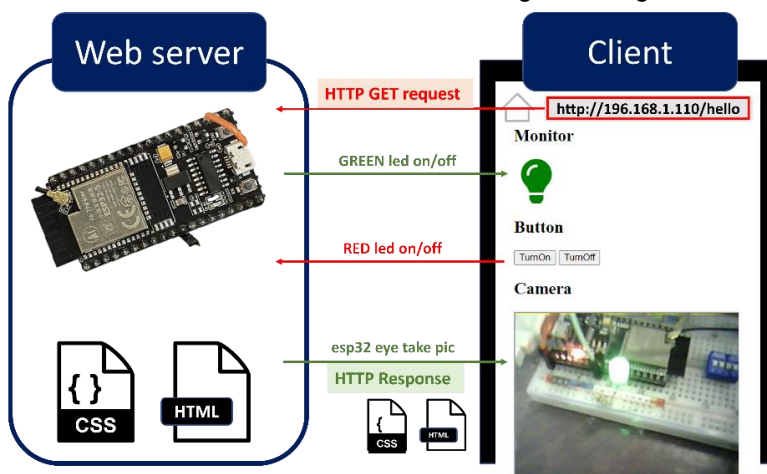 Web server
Client
HTTP GET request
http://196.168.1.110/hello
Monitor
GREEN led on/off
Button
RED led on/off
TurnOn TurnOff
Camera
esp32 eye take pic
HTTP Response
{ }
CSS
HTML
{ }
CSS
HTML